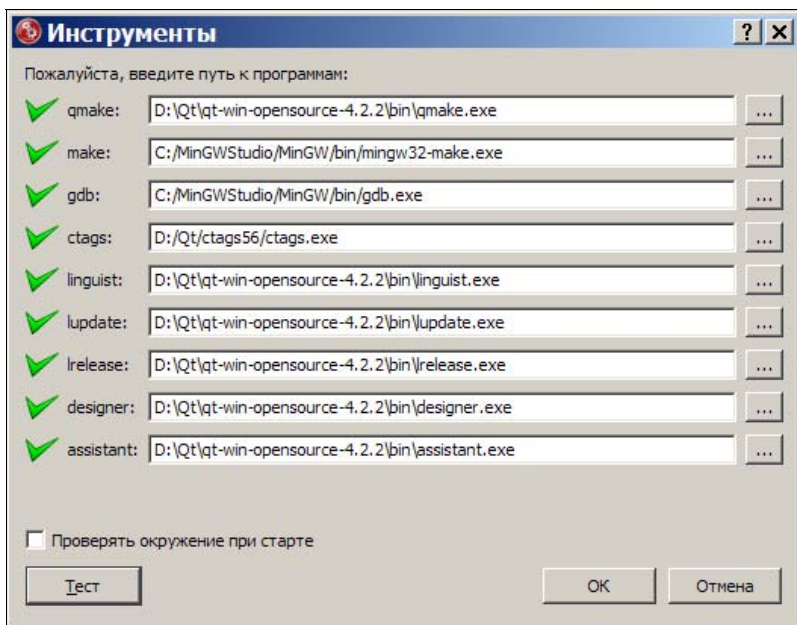 Инструменты
Пожалуйста, введите путь к программам:
qmake: D:\Qt\qt-win-opensource-4.2.2\bin\qmake.exe ...
make: C:/MinGWStudio/MinGW/bin/mingw32-make.exe ...
gdb: C:/MinGWStudio/MinGW/bin/gdb.exe ...
ctags: D:/Qt/ctags56/ctags.exe ...
linguist: D:\Qt\qt-win-opensource-4.2.2\bin\linguist.exe ...
lupdate: D:\Qt\qt-win-opensource-4.2.2\bin\lupdate.exe ...
lrelease: D:\Qt\qt-win-opensource-4.2.2\bin\lrelease.exe ...
designer: D:\Qt\qt-win-opensource-4.2.2\bin\designer.exe ...
assistant: D:\Qt\qt-win-opensource-4.2.2\bin\assistant.exe ...
Проверять окружение при старте
Тест OK Отмена